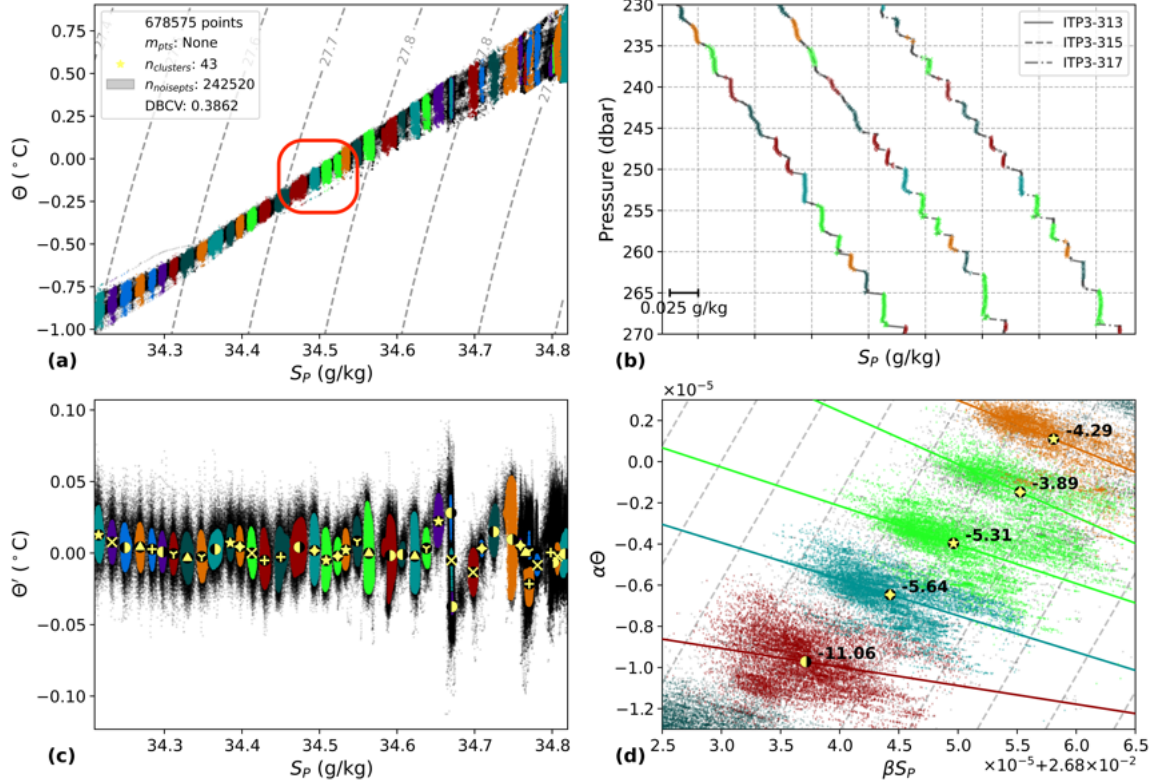 678575 points
m_pts: None
n_clusters: 43
n_noisepts: 242520
DBCV: 0.3862
27.6
27.7
27.8
27.8
0.75
0.50
0.25
0.00
−0.25
−0.50
−0.75
−1.00
Θ (°C)
34.3
34.4
34.5
34.6
34.7
34.8
S_P (g/kg)
(a)
ITP3-313
ITP3-315
ITP3-317
230
235
240
245
250
255
260
265
270
Pressure (dbar)
0.025 g/kg
S_P (g/kg)
(b)
0.10
0.05
0.00
−0.05
−0.10
Θ′ (°C)
34.3
34.4
34.5
34.6
34.7
34.8
S_P (g/kg)
(c)
×10⁻⁵
0.2
0.0
−0.2
−0.4
−0.6
−0.8
−1.0
−1.2
αΘ
-4.29
-3.89
-5.31
-5.64
-11.06
2.5
3.0
3.5
4.0
4.5
5.0
5.5
6.0
6.5
βS_P
×10⁻⁵+2.68×10⁻²
(d)